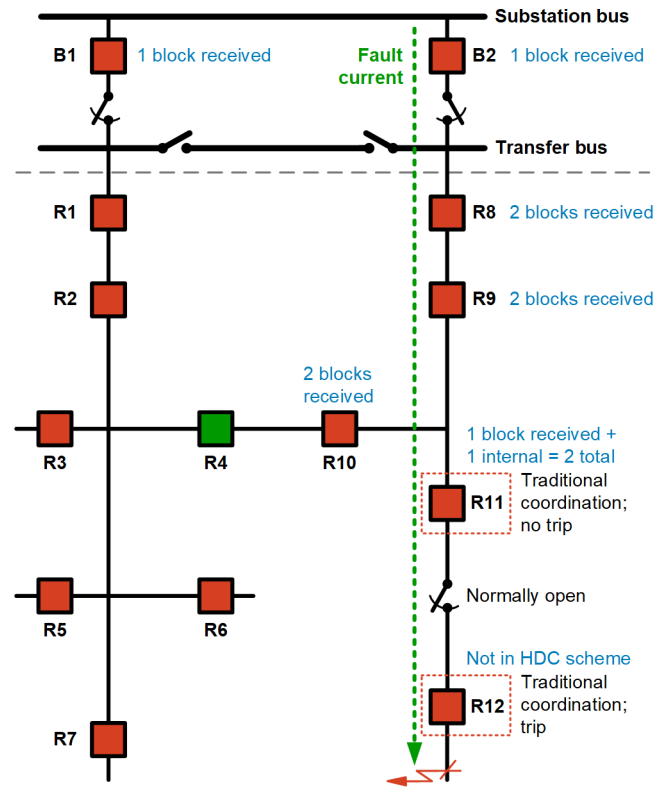 Substation bus
B1
1 block received
Fault
current
B2
1 block received
Transfer bus
R1
R8
2 blocks received
R2
R9
2 blocks received
2 blocks
received
R3
R4
R10
1 block received +
1 internal = 2 total
R11
Traditional
coordination;
no trip
Normally open
R5
R6
Not in HDC scheme
R12
Traditional
coordination;
trip
R7